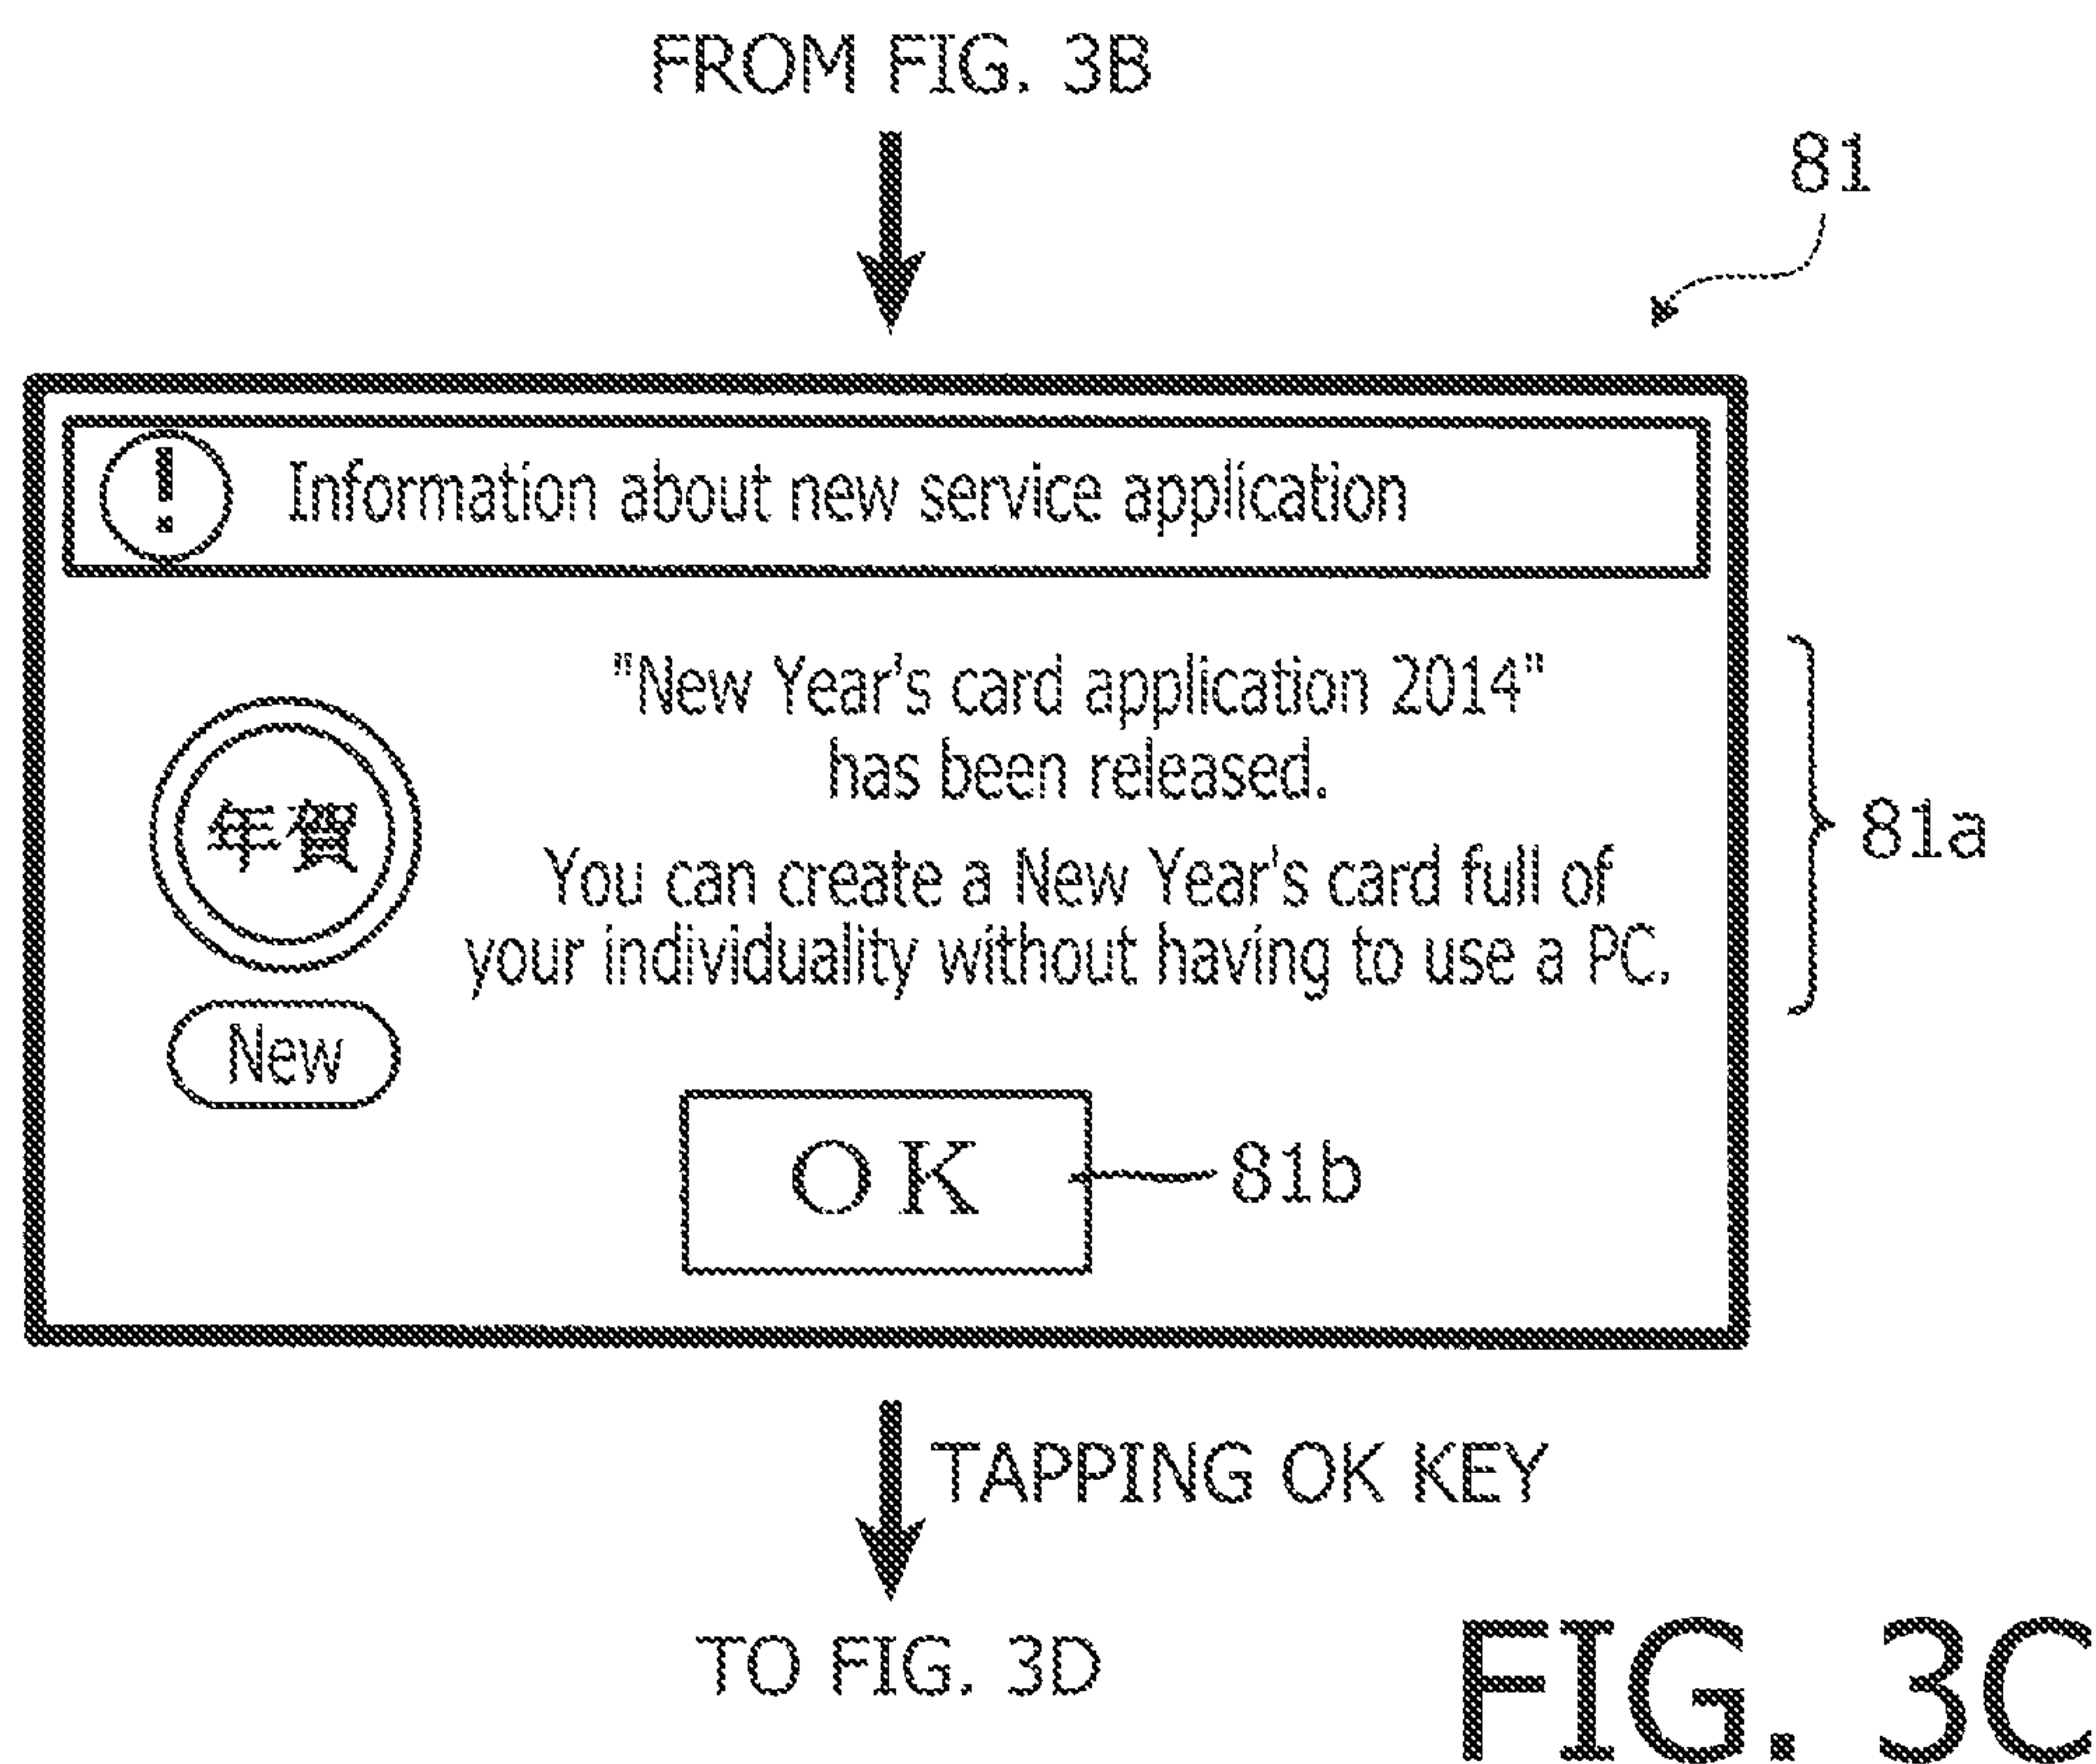 FROM FIG. 3B
81
! Information about new service application
"New Year's card application 2014"
has been released.
年賀
You can create a New Year's card full of
your individuality without having to use a PC.
81a
New
OK
81b
TAPPING OK KEY
TO FIG. 3D
FIG. 3C